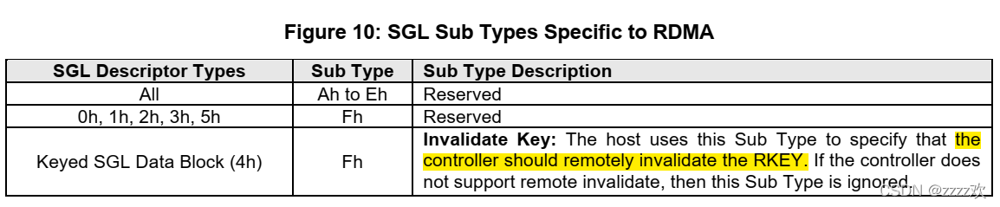 Figure 10: SGL Sub Types Specific to RDMA
SGL Descriptor Types Sub Type Sub Type Description
All Ah to Eh Reserved
0h, 1h, 2h, 3h, 5h Fh Reserved
Keyed SGL Data Block (4h) Fh Invalidate Key: The host uses this Sub Type to specify that the
controller should remotely invalidate the RKEY. If the controller does
not support remote invalidate, then this Sub Type is ignored.
CSDN @zzzz欢